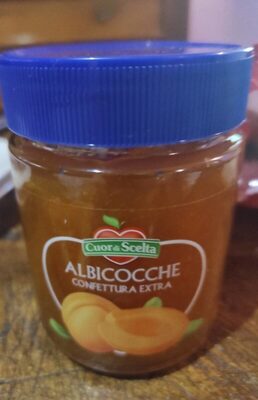 Cuor di Scelta
ALBICOCCHE
CONFETTURA EXTRA